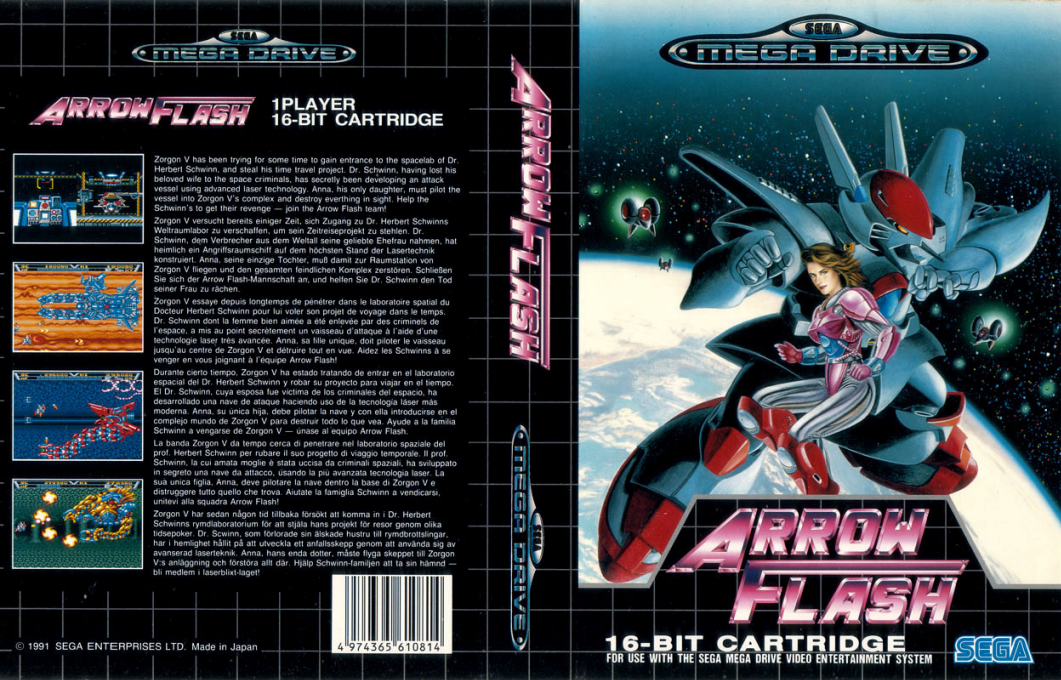 SEGA
MEGA DRIVE
ARROW FLASH
1PLAYER
16-BIT CARTRIDGE
Zorgon V has been trying for some time to gain entrance to the spacelab of Dr.
Herbert Schwinn, and steal his time travel project. Dr. Schwinn, having lost his
beloved wife to the space criminals, has secretly been developing an attack
vessel using advanced laser technology. Anna, his only daughter, must pilot the
vessel into Zorgon V's complex and destroy everthing in sight. Help the
Schwinn's to get their revenge — join the Arrow Flash team!
Zorgon V versucht bereits einiger Zeit, sich Zugang zu Dr. Herbert Schwinns
Weltraumlabor zu verschaffen, um sein Zeitreiseprojekt zu stehlen. Dr.
Schwinn, dem Verbrecher aus dem Weltall seine geliebte Ehefrau nahmen, hat
heimlich ein Angriffsraumschiff auf dem höchsten Stand der Lasertechnik
konstruiert. Anna, seine einzige Tochter, muß damit zur Raumstation von
Zorgon V fliegen und den gesamten feindlichen Komplex zerstören. Schließen
Sie sich der Arrow Flash-Mannschaft an, und helfen Sie Dr. Schwinn den Tod
seiner Frau zu rächen.
Zorgon V essaye depuis longtemps de pénétrer dans le laboratoire spatial du
Docteur Herbert Schwinn pour lui voler son projet de voyage dans le temps.
Dr. Schwinn dont la femme bien aimée a été enlevée par des criminels de
l'espace, a mis au point secrètement un vaisseau d'attaque à l'aide d'une
technologie laser très avancée. Anna, sa fille unique, doit piloter le vaisseau
jusqu'au centre de Zorgon V et détruire tout en vue. Aidez les Schwinns à se
venger en vous joignant à l'équipe Arrow Flash!
Durante cierto tiempo, Zorgon V ha estado tratando de entrar en el laboratorio
espacial del Dr. Herbert Schwinn y robar su proyecto para viajar en el tiempo.
El Dr. Schwinn, cuya esposa fue victima de los criminales del espacio, ha
desarrollado una nave de ataque haciendo uso de la tecnología láser más
moderna. Anna, su única hija, debe pilotar la nave y con ella introducirse en el
complejo mundo de Zorgon V para destruir todo lo que vea. Ayude a la familia
Schwinn a vengarse de Zorgon V — únase al equipo Arrow Flash.
La banda Zorgon V da tempo cerca di penetrare nel laboratorio spaziale del
prof. Herbert Schwinn per rubare il suo progetto di viaggio temporale. Il prof.
Schwinn, la cui amata moglie è stata uccisa da criminali spaziali, ha sviluppato
in segreto una nave da attacco, usando la più avanzata tecnologia laser. La
sua unica figlia, Anna, deve pilotare la nave dentro la base di Zorgon V e
distruggere tutto quello che trova. Aiutate la famiglia Schwinn a vendicarsi,
unitevi alla squadra Arrow Flash!
Zorgon V har sedan någon tid tillbaka försökt att komma in i Dr. Herbert
Schwinns rymdlaboratorium för att stjäla hans projekt för resor genom olika
tidsepoker. Dr. Scwinn, som förlorade sin älskade hustru till rymdbrottslingar,
har i hemlighet hållit på att utveckla ett anfallsskepp genom att använda sig av
avanserad laserteknik. Anna, hans enda dotter, måste flyga skeppet till Zorgon
V:s anläggning och förstöra allt där. Hjälp Schwinn-familjen att ta sin hämnd —
bli medlem i laserblixt-laget!
© 1991 SEGA ENTERPRISES LTD. Made in Japan
4 974365 610814
ARROW FLASH
SEGA
MEGA DRIVE
SEGA
MEGA DRIVE
ARROW
FLASH
16-BIT CARTRIDGE
FOR USE WITH THE SEGA MEGA DRIVE VIDEO ENTERTAINMENT SYSTEM
SEGA